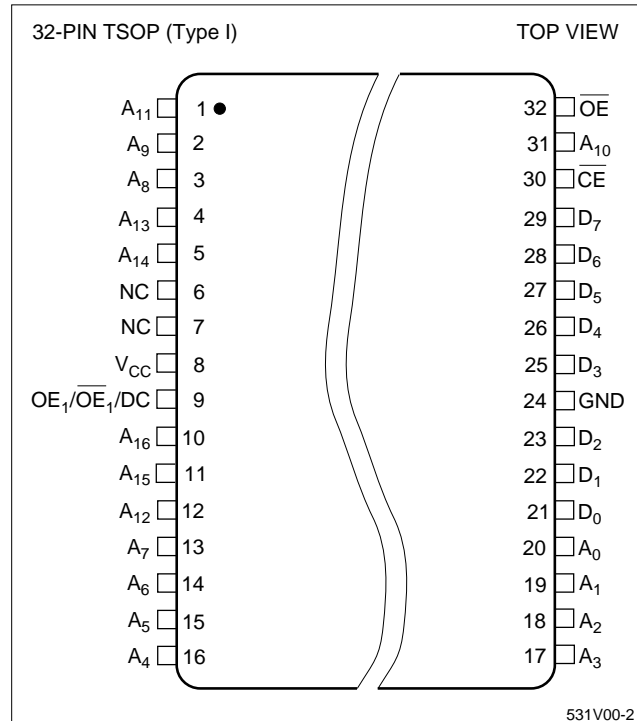 32-PIN TSOP (Type I) TOP VIEW
A11 1 ● 32 O̅E̅
A9 2 31 A10
A8 3 30 C̅E̅
A13 4 29 D7
A14 5 28 D6
NC 6 27 D5
NC 7 26 D4
VCC 8 25 D3
OE1/O̅E̅1/DC 9 24 GND
A16 10 23 D2
A15 11 22 D1
A12 12 21 D0
A7 13 20 A0
A6 14 19 A1
A5 15 18 A2
A4 16 17 A3
531V00-2